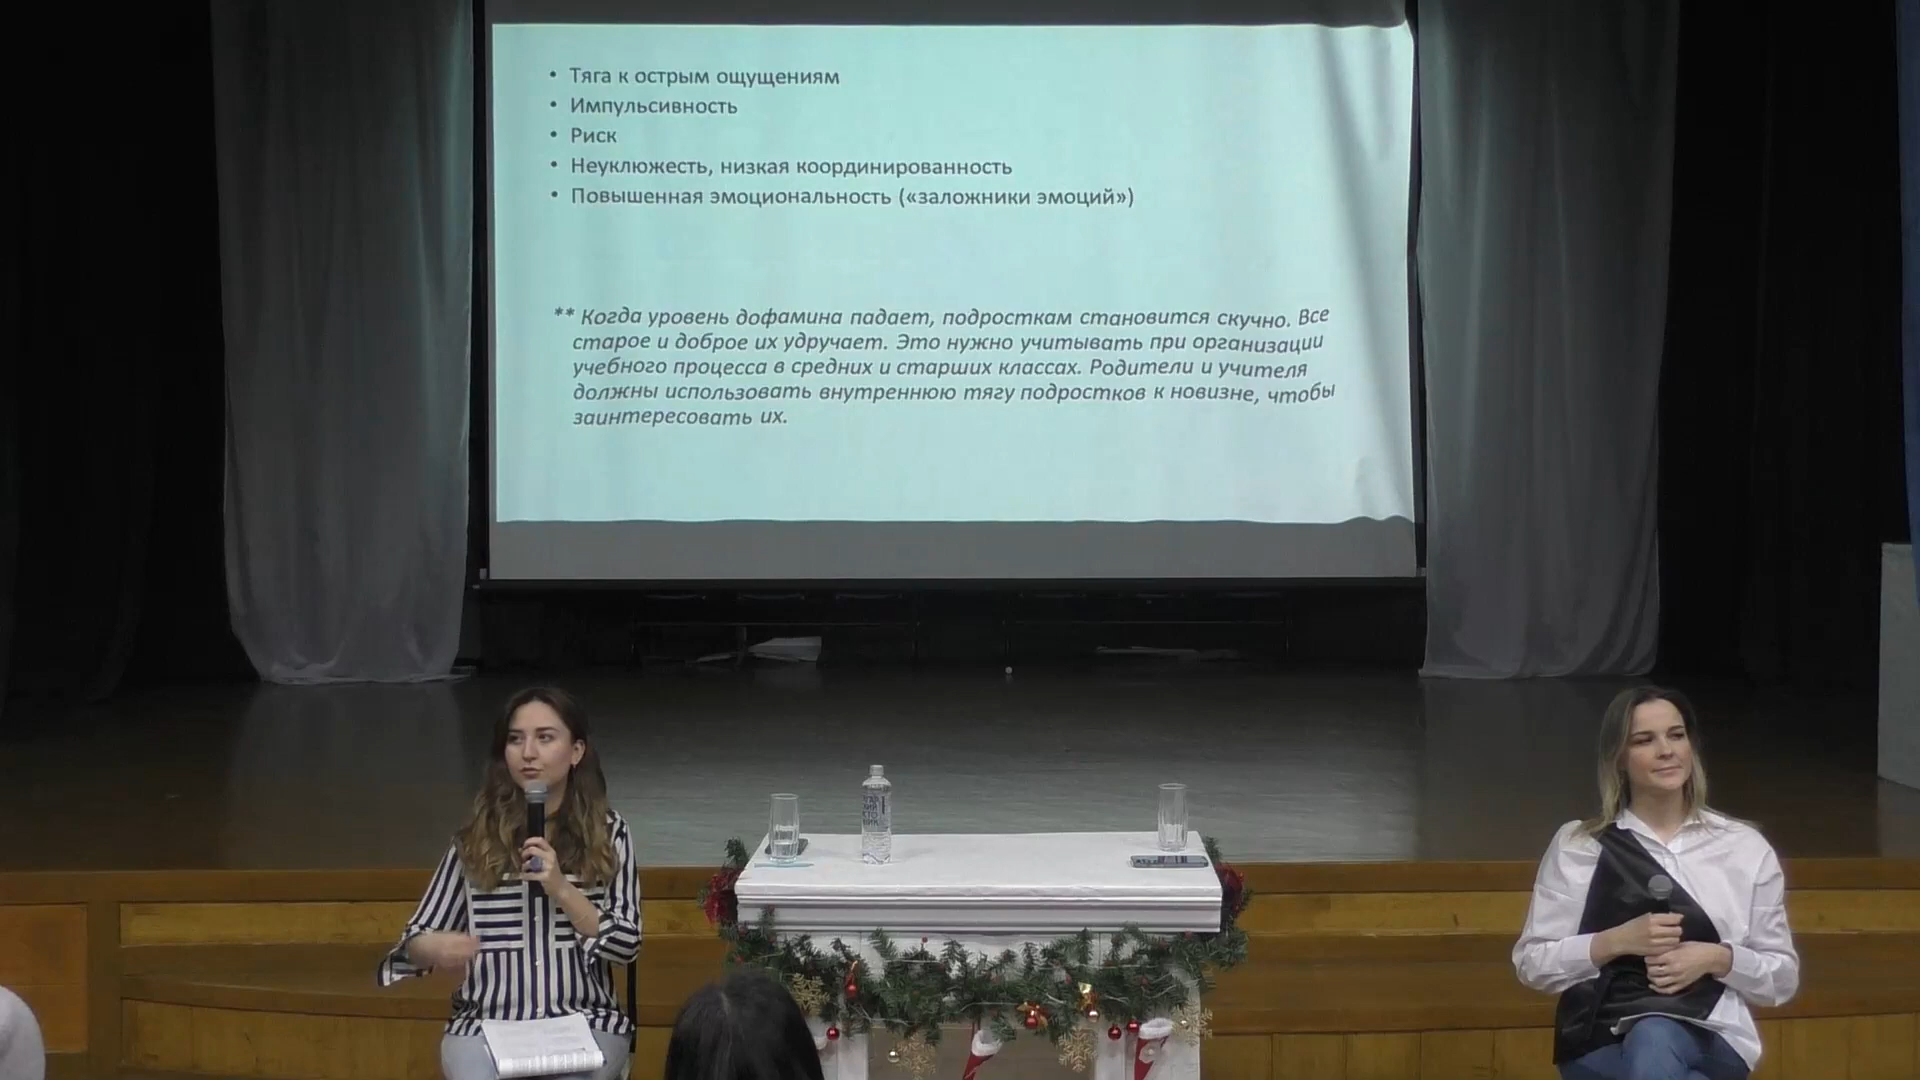 • Тяга к острым ощущениям
• Импульсивность
• Риск
• Неуклюжесть, низкая координированность
• Повышенная эмоциональность («заложники эмоций»)
** Когда уровень дофамина падает, подросткам становится скучно. Все
старое и доброе их удручает. Это нужно учитывать при организации
учебного процесса в средних и старших классах. Родители и учителя
должны использовать внутреннюю тягу подростков к новизне, чтобы
заинтересовать их.